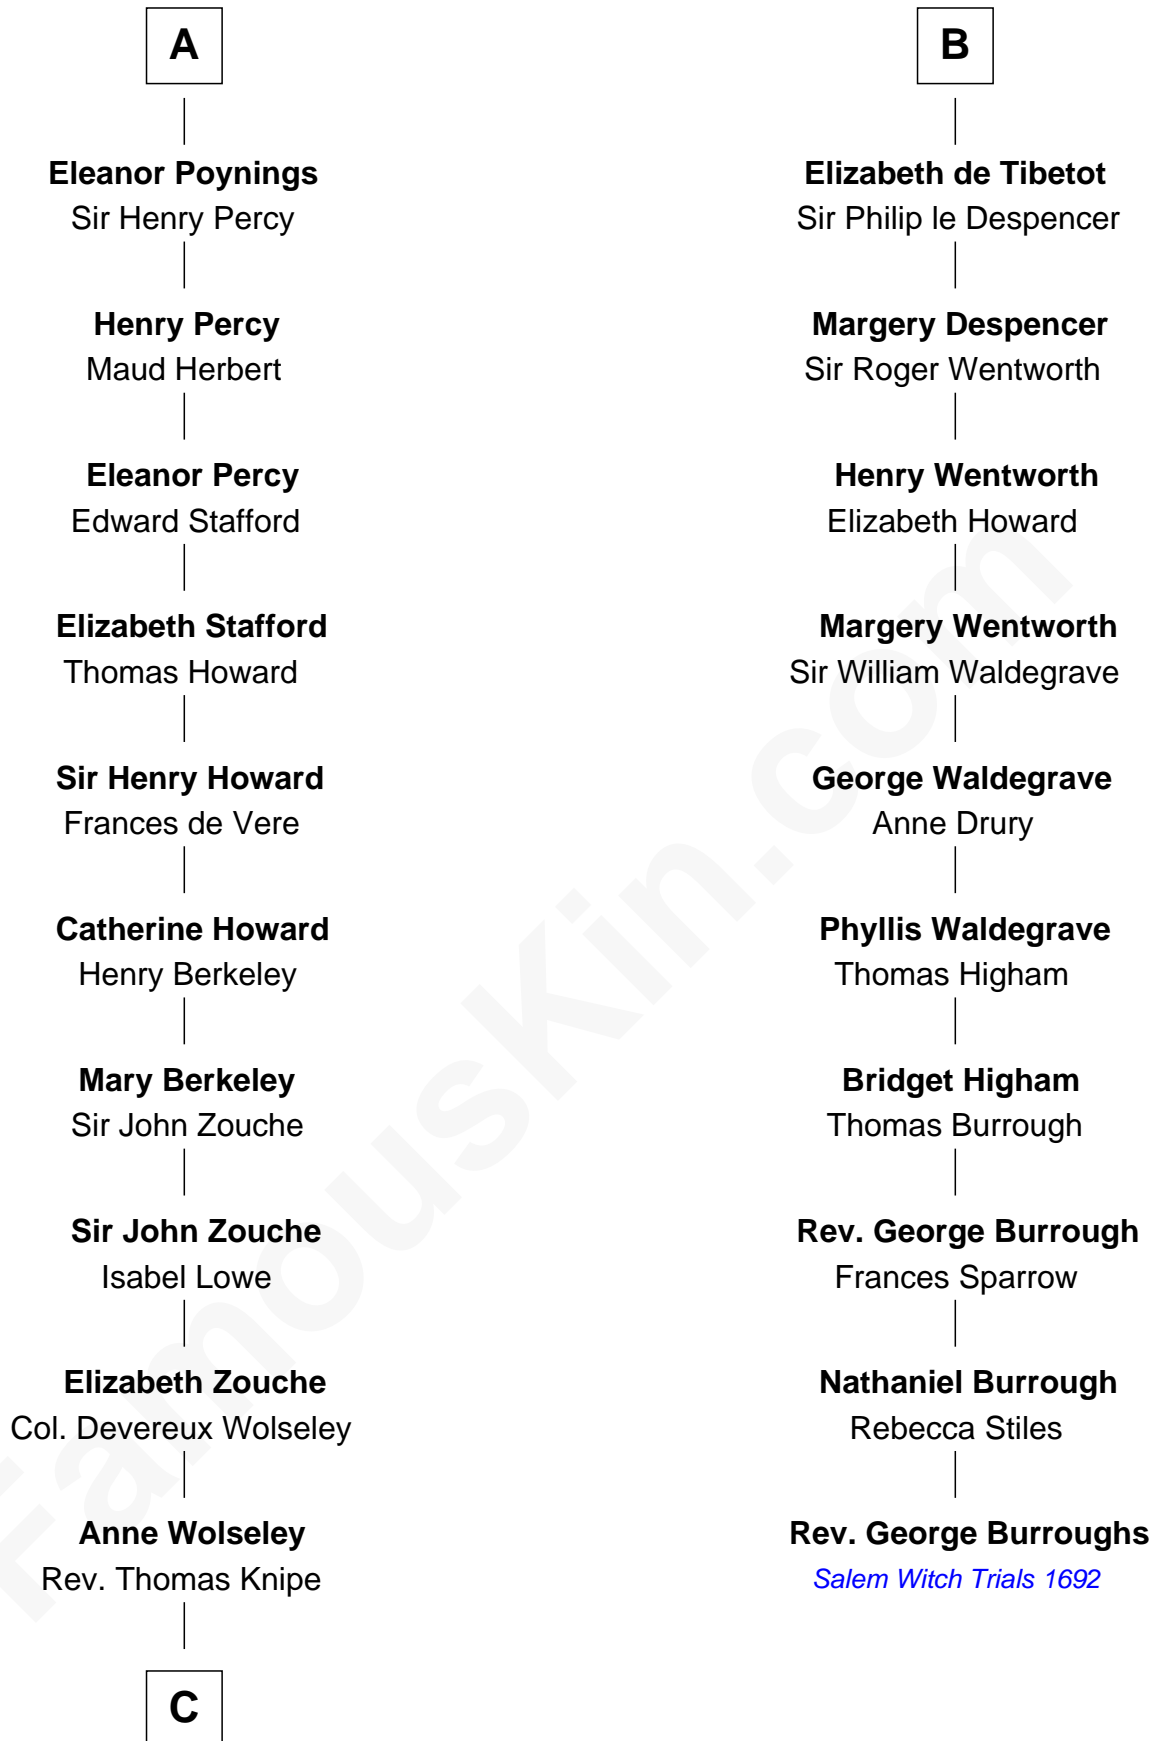 A
Eleanor Poynings
Sir Henry Percy
Henry Percy
Maud Herbert
Eleanor Percy
Edward Stafford
Elizabeth Stafford
Thomas Howard
Sir Henry Howard
Frances de Vere
Catherine Howard
Henry Berkeley
Mary Berkeley
Sir John Zouche
Sir John Zouche
Isabel Lowe
Elizabeth Zouche
Col. Devereux Wolseley
Anne Wolseley
Rev. Thomas Knipe
C
B
Elizabeth de Tibetot
Sir Philip le Despencer
Margery Despencer
Sir Roger Wentworth
Henry Wentworth
Elizabeth Howard
Margery Wentworth
Sir William Waldegrave
George Waldegrave
Anne Drury
Phyllis Waldegrave
Thomas Higham
Bridget Higham
Thomas Burrough
Rev. George Burrough
Frances Sparrow
Nathaniel Burrough
Rebecca Stiles
Rev. George Burroughs
Salem Witch Trials 1692
FamousKin.com